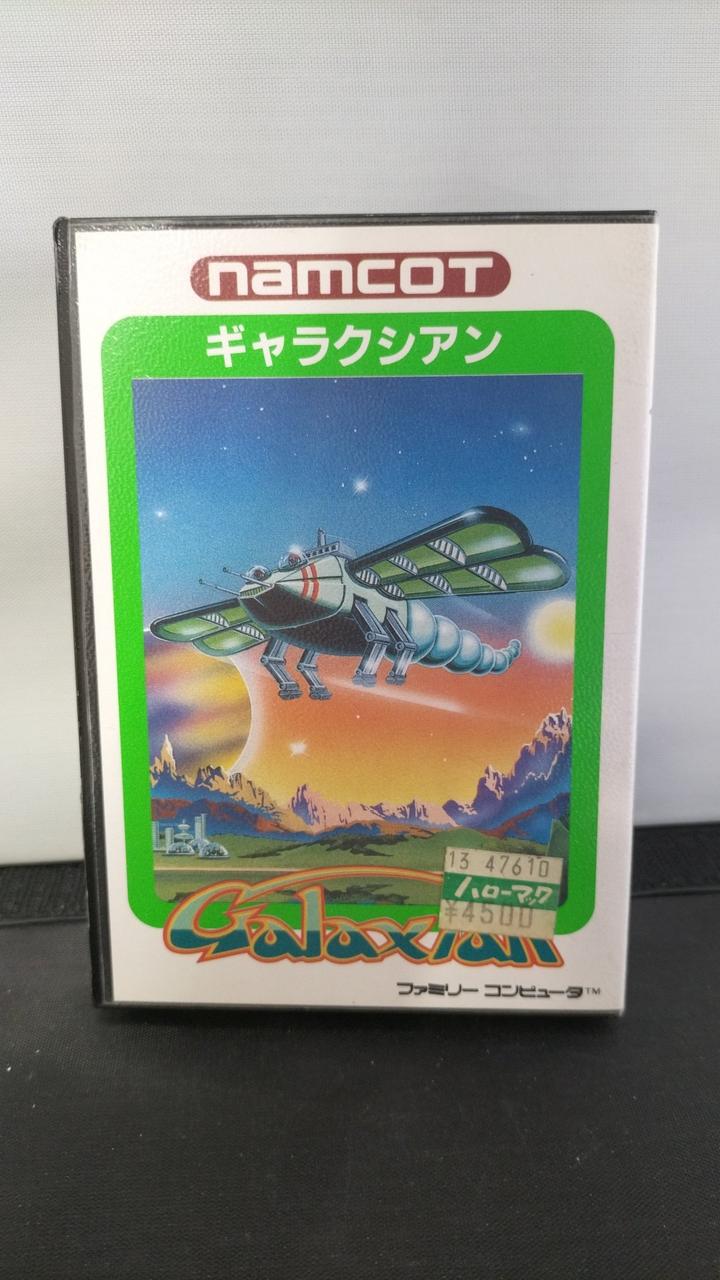 namcot
ギャラクシアン
13 47610
ハローマック
¥4500
Galaxian
ファミリー コンピュータ™